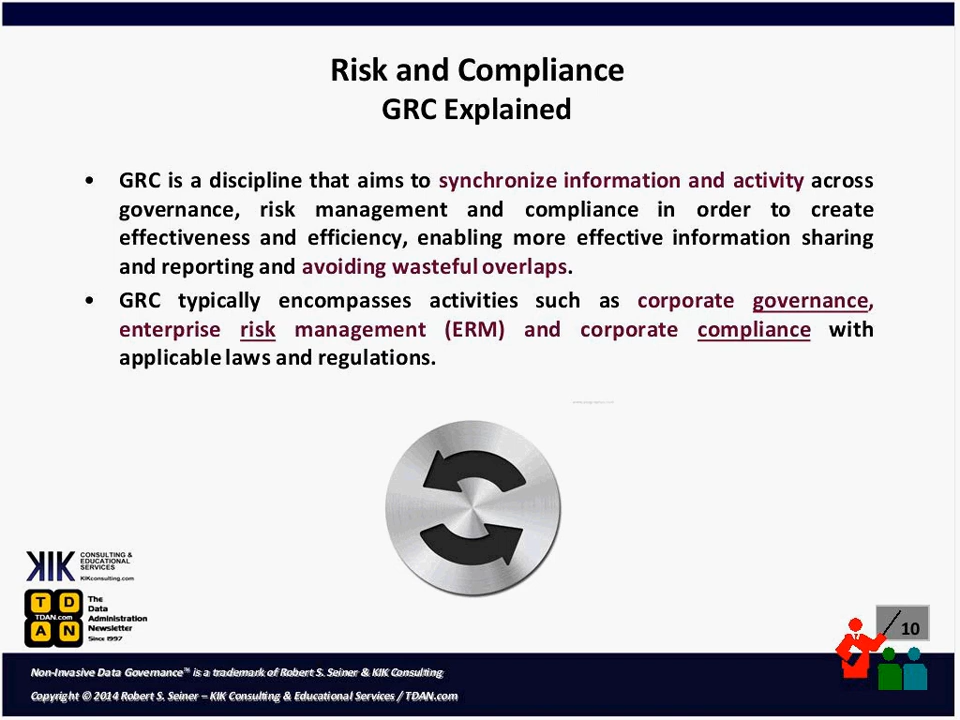 Risk and Compliance
GRC Explained
• GRC is a discipline that aims to synchronize information and activity across
governance, risk management and compliance in order to create
effectiveness and efficiency, enabling more effective information sharing
and reporting and avoiding wasteful overlaps.
• GRC typically encompasses activities such as corporate governance,
enterprise risk management (ERM) and corporate compliance with
applicable laws and regulations.
KIK
CONSULTING &
EDUCATIONAL
SERVICES
KIKconsulting.com
T D
TDAN.com
A N
The
Data
Administration
Newsletter
Since 1997
10
Non-Invasive Data Governance™ is a trademark of Robert S. Seiner & KIK Consulting
Copyright © 2014 Robert S. Seiner – KIK Consulting & Educational Services / TDAN.com